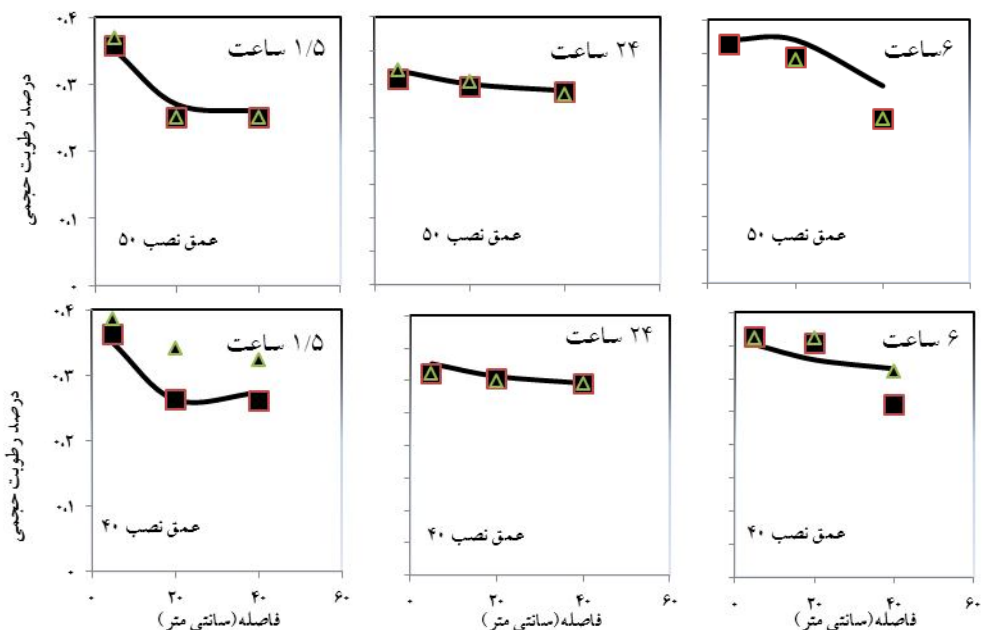 درصد رطوبت حجمی
۰.۴
۰.۳
۰.۲
۰.۱
۰
۱/۵ ساعت
عمق نصب ۵۰
۲۴ ساعت
عمق نصب ۵۰
۶ساعت
عمق نصب ۵۰
درصد رطوبت حجمی
۰.۴
۰.۳
۰.۲
۰.۱
۰
۱/۵ ساعت
عمق نصب ۴۰
۲۴ ساعت
عمق نصب ۴۰
۶ ساعت
عمق نصب ۴۰
۰ ۲۰ ۴۰ ۶۰
فاصله(سانتی متر)
۰ ۲۰ ۴۰ ۶۰
فاصله(سانتی متر)
۰ ۲۰ ۴۰ ۶۰
فاصله(سانتی متر)